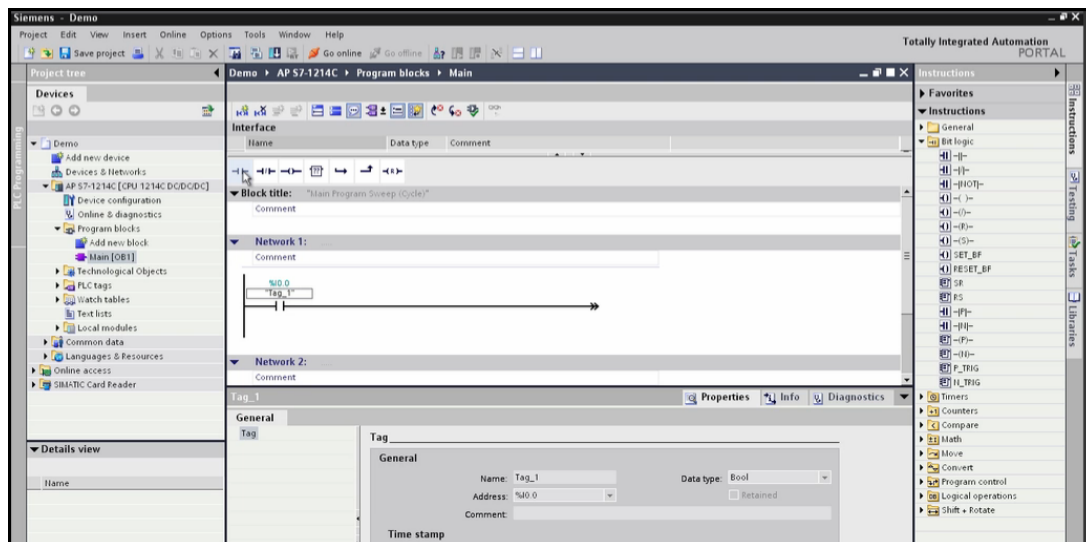 Siemens - Demo
Project Edit View Insert Online Options Tools Window Help
Save project
Go online
Go offline
Totally Integrated Automation
PORTAL
Project tree
Devices
Demo
Add new device
Devices & Networks
AP S7-1214C [CPU 1214C DC/DC/DC]
Device configuration
Online & diagnostics
Program blocks
Add new block
Main [OB1]
Technological Objects
PLC tags
Watch tables
Text lists
Local modules
Common data
Languages & Resources
Online access
SIMATIC Card Reader
Details view
Name
PLC Programming
Demo AP S7-1214C Program blocks Main
Interface
Name Data type Comment
Block title: "Main Program Sweep (Cycle)"
Comment
Network 1:
Comment
%I0.0
"Tag_1"
Network 2:
Comment
Tag_1
Properties Info Diagnostics
General
Tag
Tag
General
Name: Tag_1
Data type: Bool
Address: %I0.0
Retained
Comment:
Time stamp
Instructions
Favorites
Instructions
General
Bit logic
-| |-
-|/|-
-|NOT|-
-( )-
-(/)-
-(R)-
-(S)-
SET_BF
RESET_BF
SR
RS
-|P|-
-|N|-
-(P)-
-(N)-
P_TRIG
N_TRIG
Timers
Counters
Compare
Math
Move
Convert
Program control
Logical operations
Shift + Rotate
Instructions
Testing
Tasks
Libraries